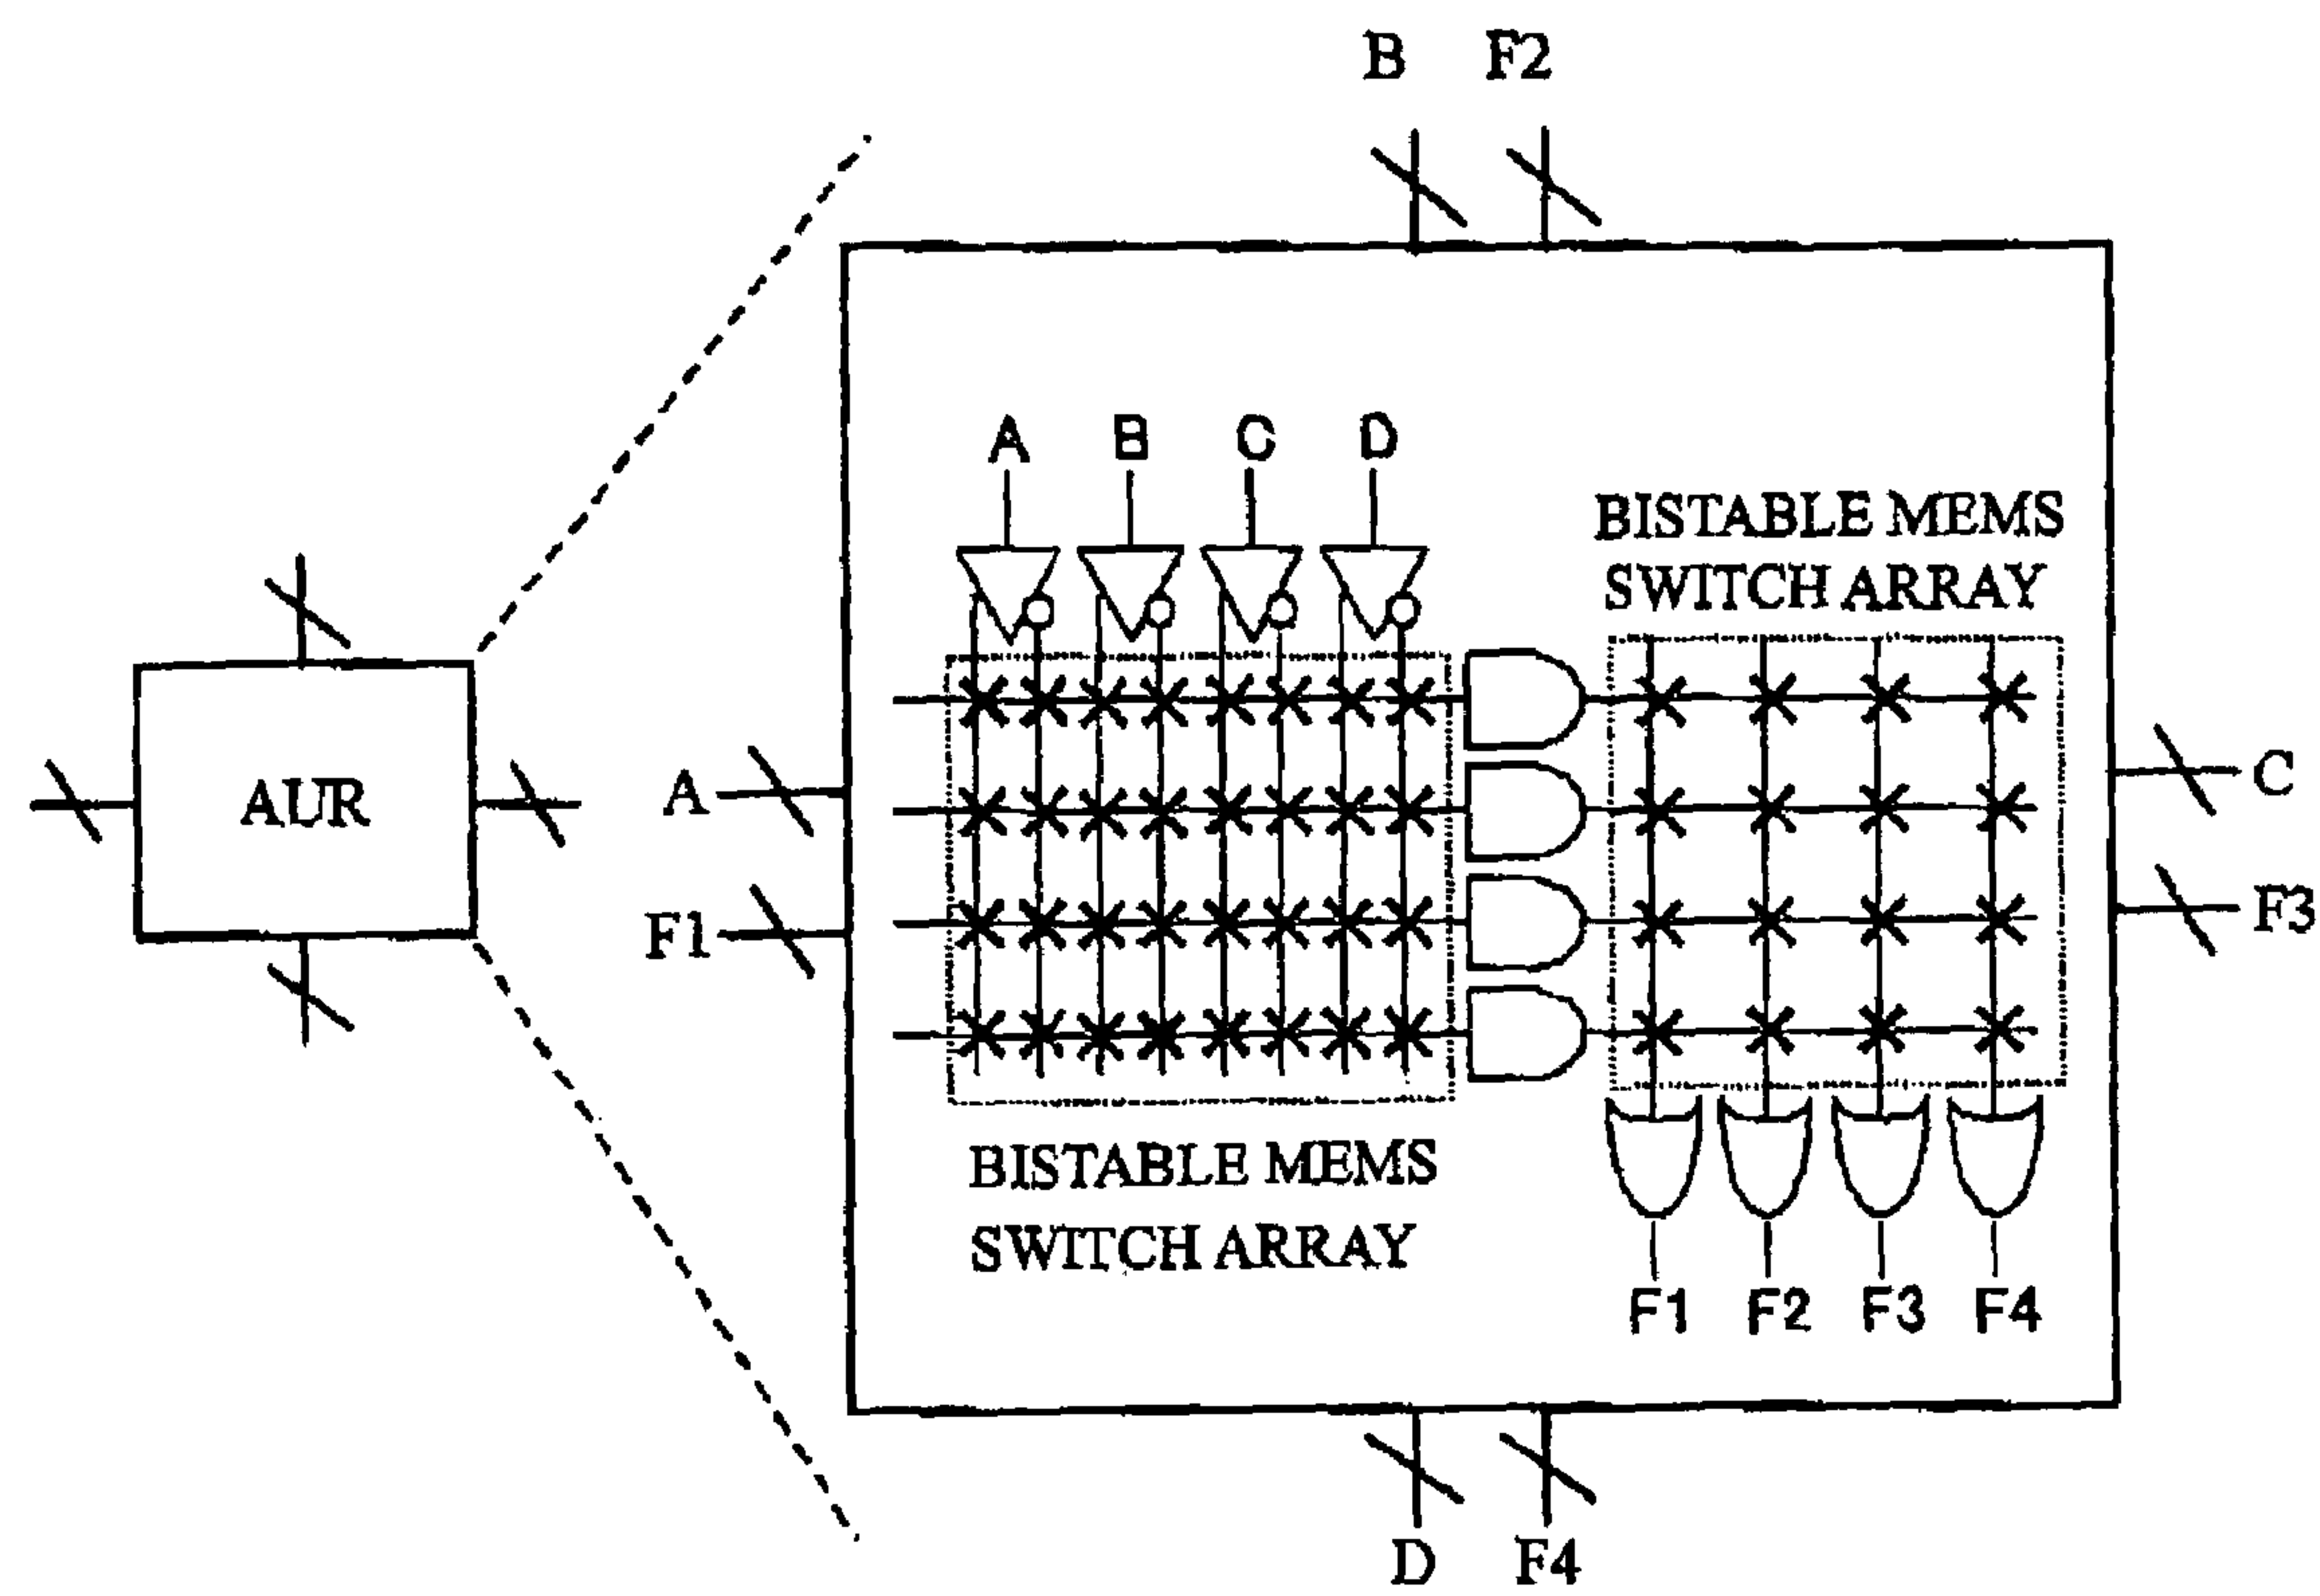 B F2
A B C D
BISTABLE MEMS
SWITCH ARRAY
AUR
A
C
F1
F3
BISTABLE MEMS
SWITCH ARRAY
F1 F2 F3 F4
D F4